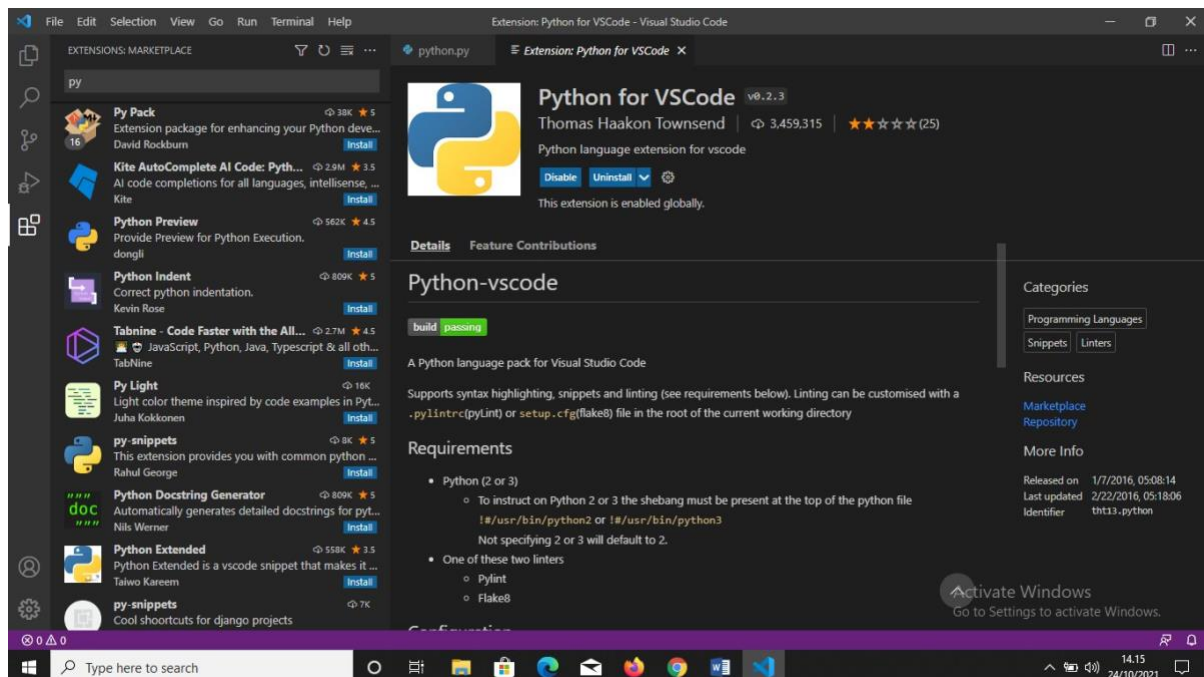 File Edit Selection View Go Run Terminal Help
Extension: Python for VSCode - Visual Studio Code
EXTENSIONS: MARKETPLACE
py
Py Pack 38K ★ 5
Extension package for enhancing your Python deve...
16
David Rockburn Install
Kite AutoComplete AI Code: Pyth... 2.9M ★ 3.5
AI code completions for all languages, intellisense, ...
Kite Install
Python Preview 562K ★ 4.5
Provide Preview for Python Execution.
dongli Install
Python Indent 809K ★ 5
Correct python indentation.
Kevin Rose Install
Tabnine - Code Faster with the All... 2.7M ★ 4.5
JavaScript, Python, Java, Typescript & all oth...
TabNine Install
Py Light 16K
Light color theme inspired by code examples in Pyt...
Juha Kokkonen Install
py-snippets 8K ★ 5
This extension provides you with common python ...
Rahul George Install
""" doc """
Python Docstring Generator 809K ★ 5
Automatically generates detailed docstrings for pyt...
Nils Werner Install
Python Extended 558K ★ 3.5
Python Extended is a vscode snippet that makes it ...
Taiwo Kareem Install
py-snippets 7K
Cool shoortcuts for django projects
python.py
Extension: Python for VSCode ×
Python for VSCode v0.2.3
Thomas Haakon Townsend | 3,459,315 | ★★☆☆☆(25)
Python language extension for vscode
Disable Uninstall
This extension is enabled globally.
Details Feature Contributions
Python-vscode
build passing
A Python language pack for Visual Studio Code
Supports syntax highlighting, snippets and linting (see requirements below). Linting can be customised with a
.pylintrc(pyLint) or setup.cfg(flake8) file in the root of the current working directory
Requirements
• Python (2 or 3)
○ To instruct on Python 2 or 3 the shebang must be present at the top of the python file
!#/usr/bin/python2 or !#/usr/bin/python3
Not specifying 2 or 3 will default to 2.
• One of these two linters
○ Pylint
○ Flake8
Configuration
Categories
Programming Languages
Snippets Linters
Resources
Marketplace
Repository
More Info
Released on 1/7/2016, 05:08:14
Last updated 2/22/2016, 05:18:06
Identifier tht13.python
Activate Windows
Go to Settings to activate Windows.
0 0
Type here to search
14.15
24/10/2021